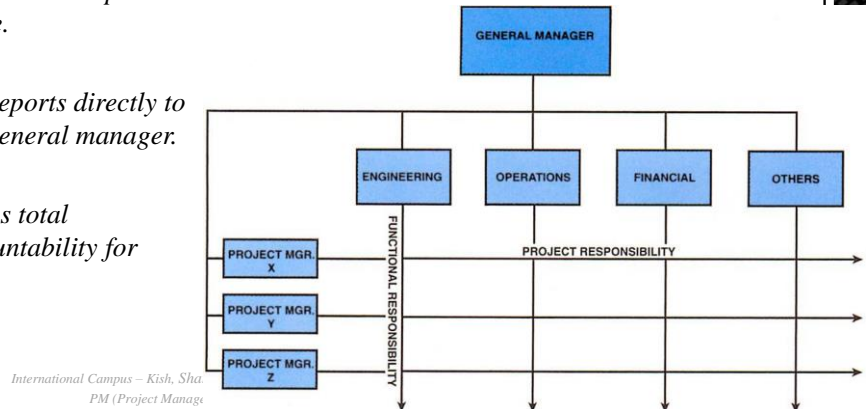 e.
eports directly to
eneral manager.
s total
untability for
GENERAL MANAGER
ENGINEERING
OPERATIONS
FINANCIAL
OTHERS
FUNCTIONAL RESPONSIBILITY
PROJECT RESPONSIBILITY
PROJECT MGR.
X
PROJECT MGR.
Y
PROJECT MGR.
Z
International Campus – Kish, Sha
PM (Project Manage